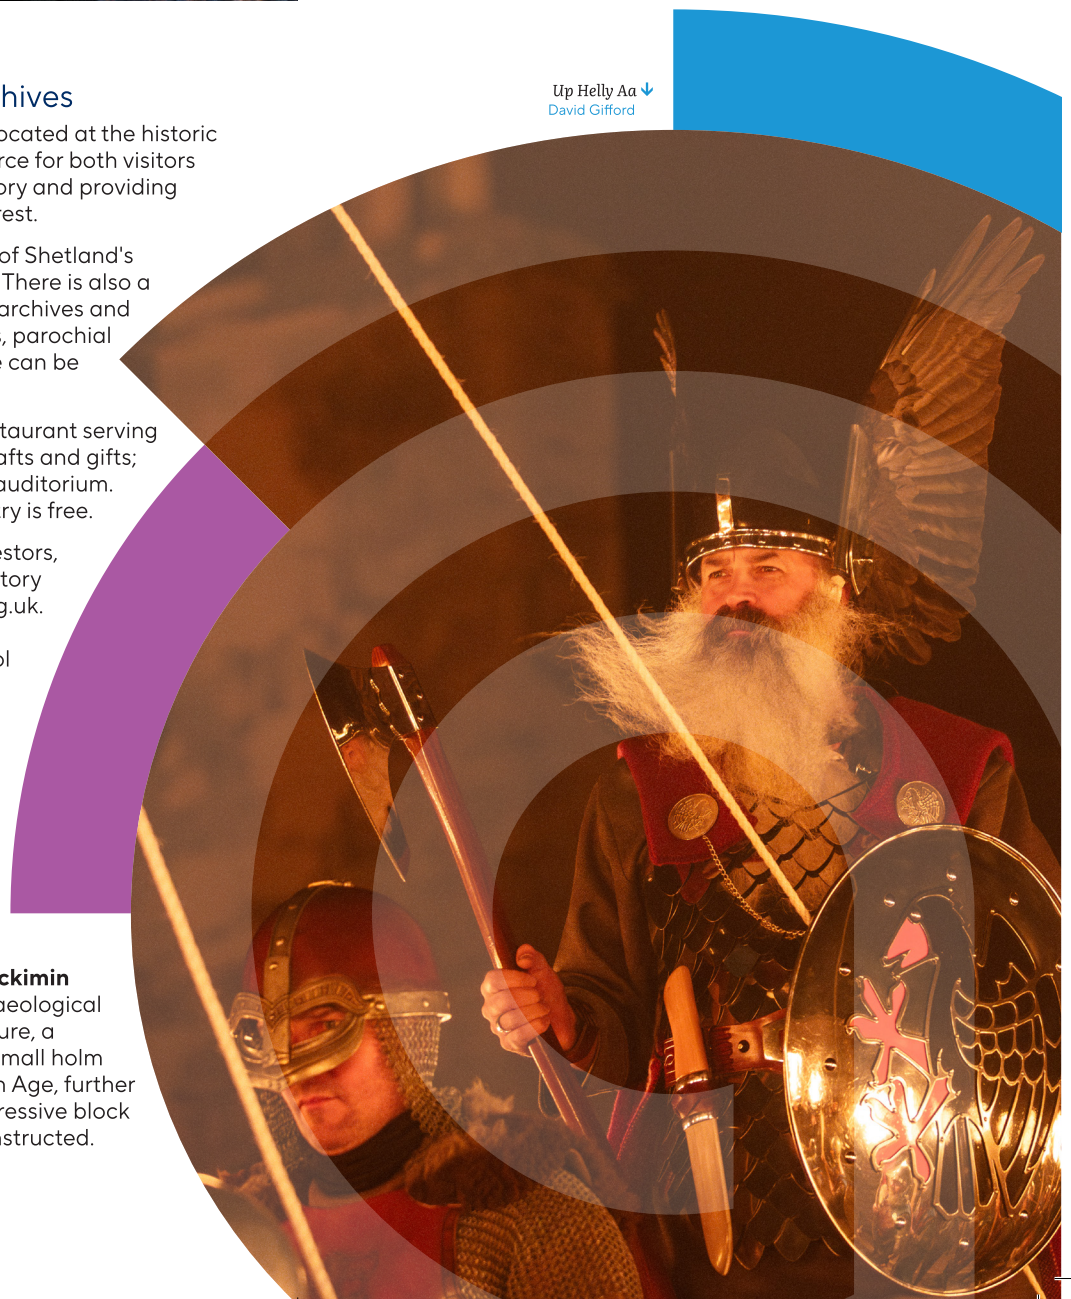 hives
ocated at the historic
rce for both visitors
ory and providing
rest.
of Shetland's
There is also a
archives and
s, parochial
e can be
taurant serving
afts and gifts;
auditorium.
ry is free.
estors,
tory
g.uk.
ol
ckimin
aeological
ure, a
small holm
n Age, further
ressive block
nstructed.
Up Helly Aa
David Gifford